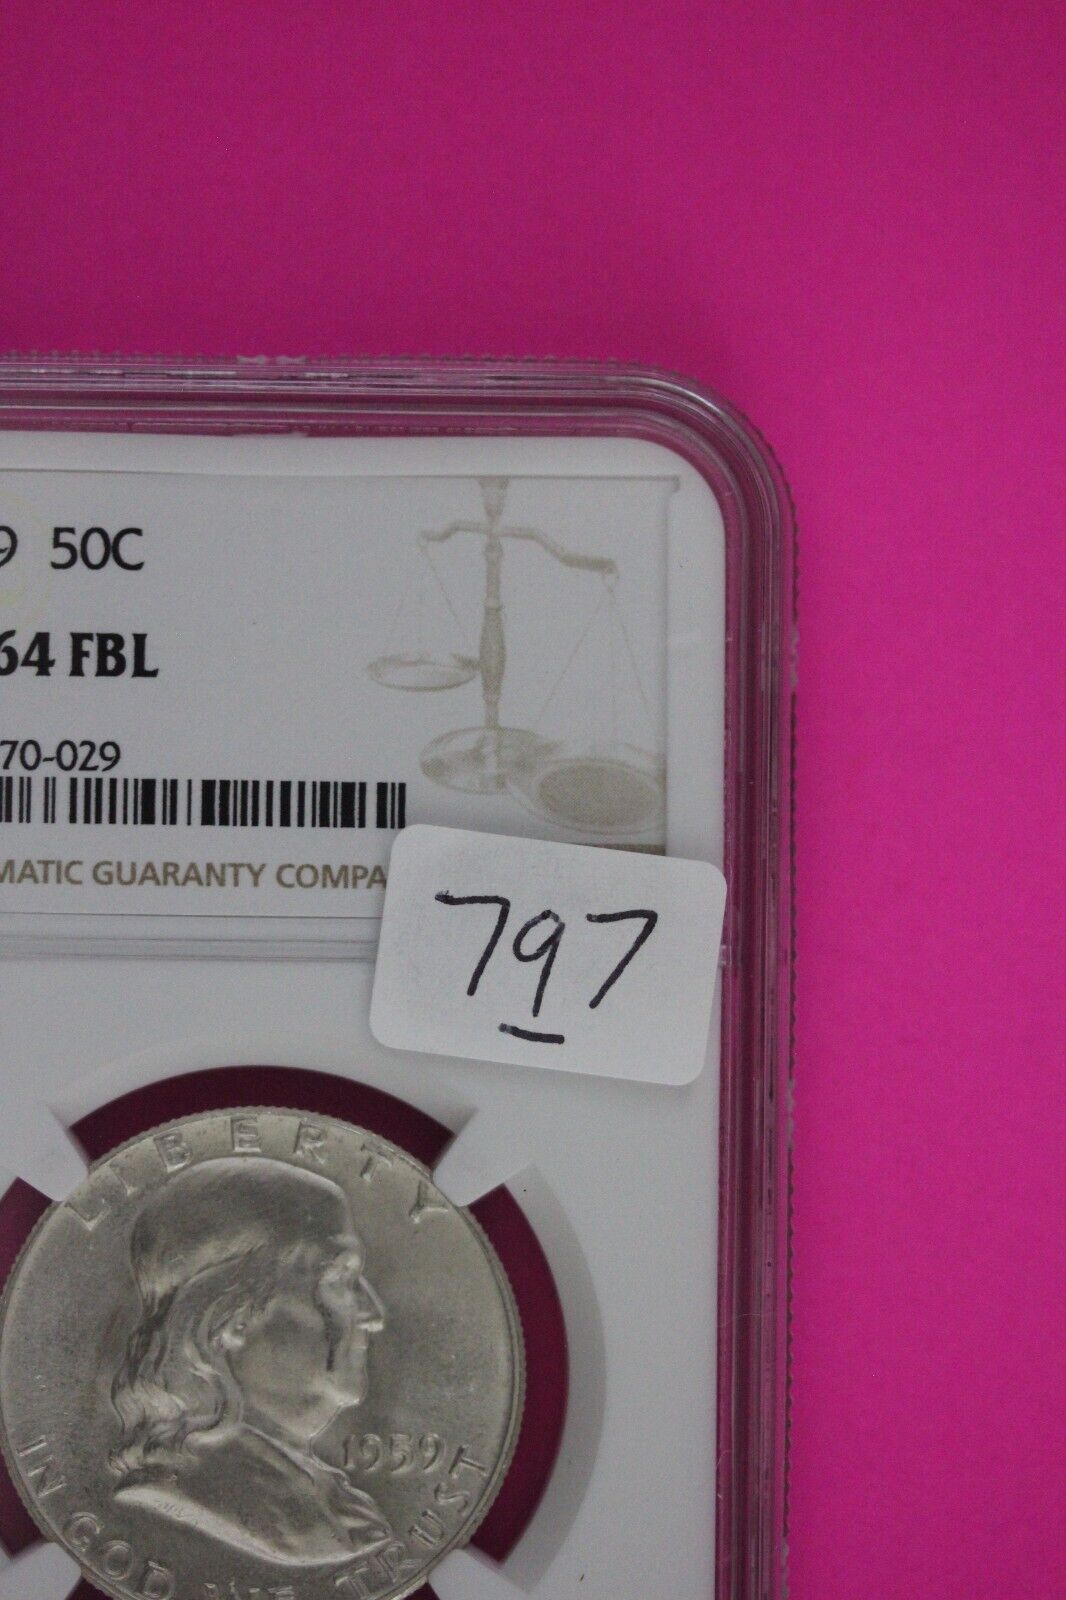 9 50C
64 FBL
70-029
MATIC GUARANTY COMPA
797
LIBERTY
1959
IN GOD WE TRUST